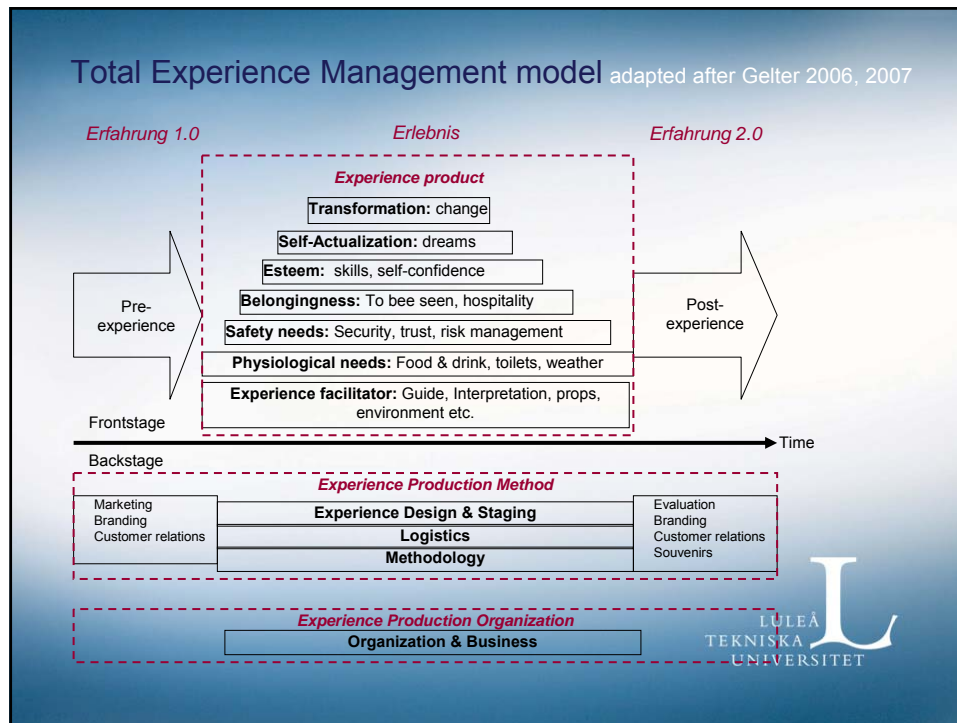 Total Experience Management model adapted after Gelter 2006, 2007
Erfahrung 1.0
Erlebnis
Erfahrung 2.0
Experience product
Transformation: change
Self-Actualization: dreams
Esteem: skills, self-confidence
Belongingness: To bee seen, hospitality
Safety needs: Security, trust, risk management
Physiological needs: Food & drink, toilets, weather
Experience facilitator: Guide, Interpretation, props,
environment etc.
Pre-
experience
Post-
experience
Frontstage
Time
Backstage
Experience Production Method
Marketing
Branding
Customer relations
Experience Design & Staging
Logistics
Methodology
Evaluation
Branding
Customer relations
Souvenirs
Experience Production Organization
Organization & Business
L
LULEÅ
TEKNISKA
UNIVERSITET